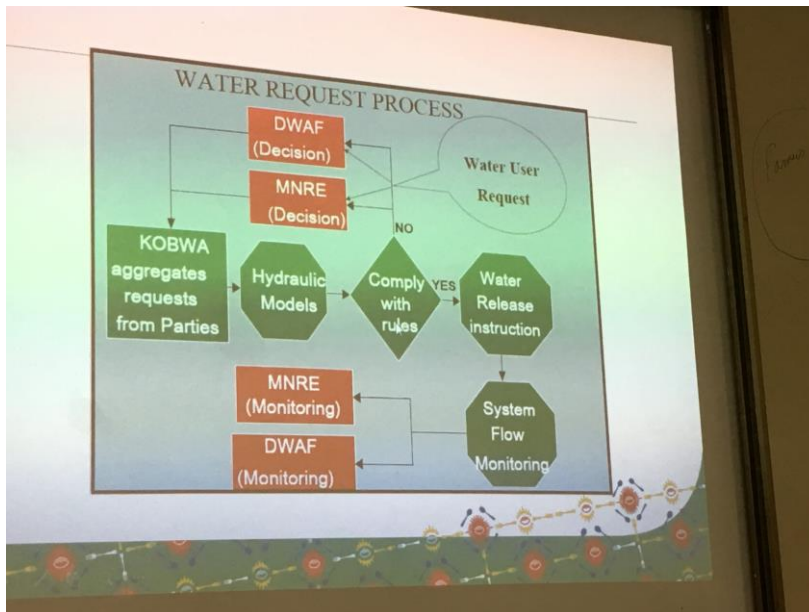 WATER REQUEST PROCESS
DWAF
(Decision)
Water User
Request
MNRE
(Decision)
NO
KOBWA
aggregates
requests
from Parties
Hydraulic
Models
Comply
with
rules
YES
Water
Release
instruction
MNRE
(Monitoring)
DWAF
(Monitoring)
System
Flow
Monitoring